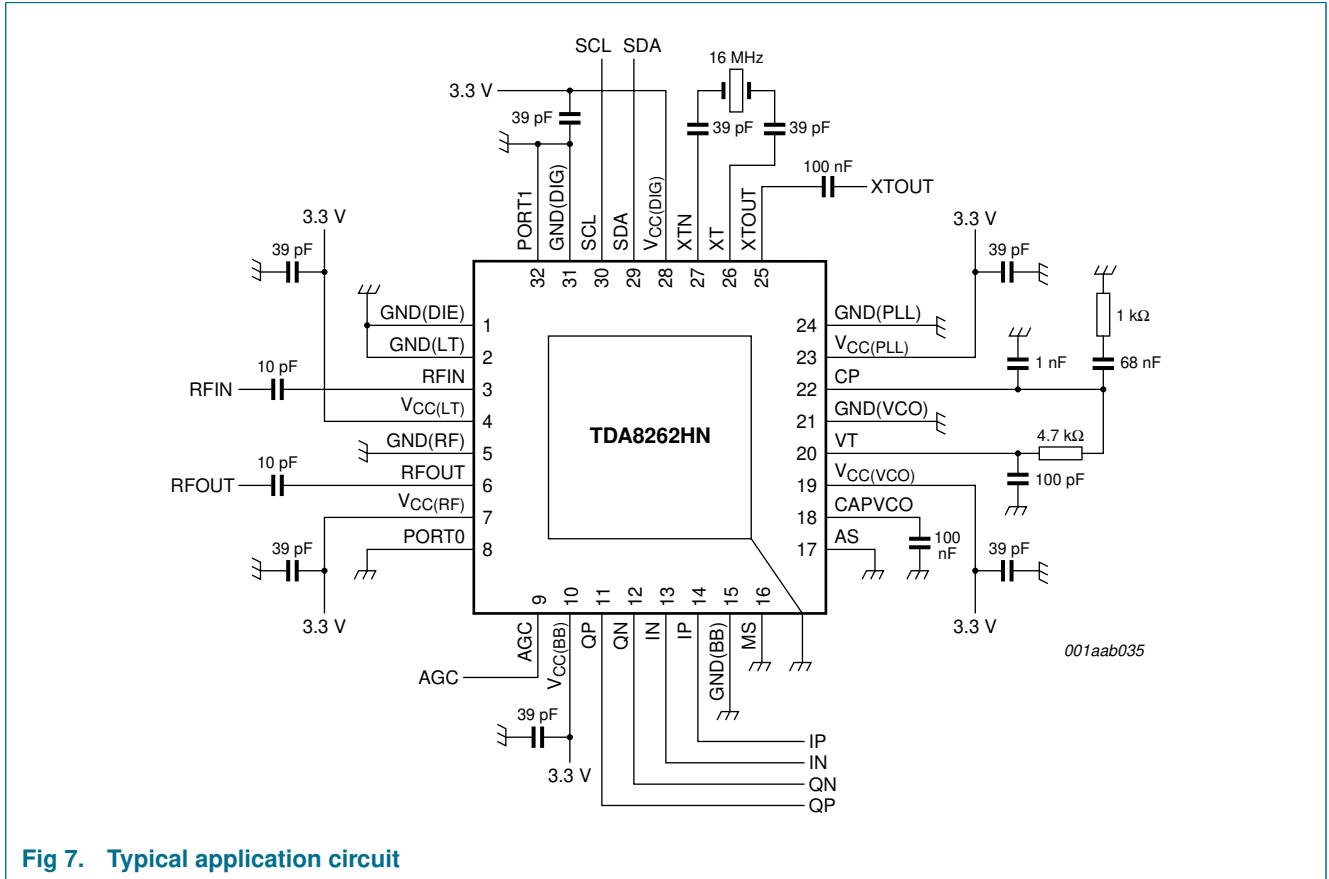 SCL SDA
16 MHz
3.3 V
39 pF
39 pF
39 pF
100 nF
XTOUT
PORT1
GND(DIG)
SCL
SDA
VCC(DIG)
XTN
XT
XTOUT
32
31
30
29
28
27
26
25
3.3 V
39 pF
GND(DIE)
1
GND(LT)
2
10 pF
RFIN
RFIN
3
VCC(LT)
4
GND(RF)
5
10 pF
RFOUT
RFOUT
6
VCC(RF)
7
PORT0
8
39 pF
3.3 V
TDA8262HN
3.3 V
39 pF
24
GND(PLL)
1 kΩ
23
VCC(PLL)
1 nF
68 nF
22
CP
21
GND(VCO)
20
VT
4.7 kΩ
19
VCC(VCO)
100 pF
18
CAPVCO
100
nF
17
AS
39 pF
3.3 V
9
10
11
12
13
14
15
16
AGC
VCC(BB)
QP
QN
IN
IP
GND(BB)
MS
AGC
39 pF
3.3 V
IP
IN
QN
QP
001aab035
Fig 7. Typical application circuit